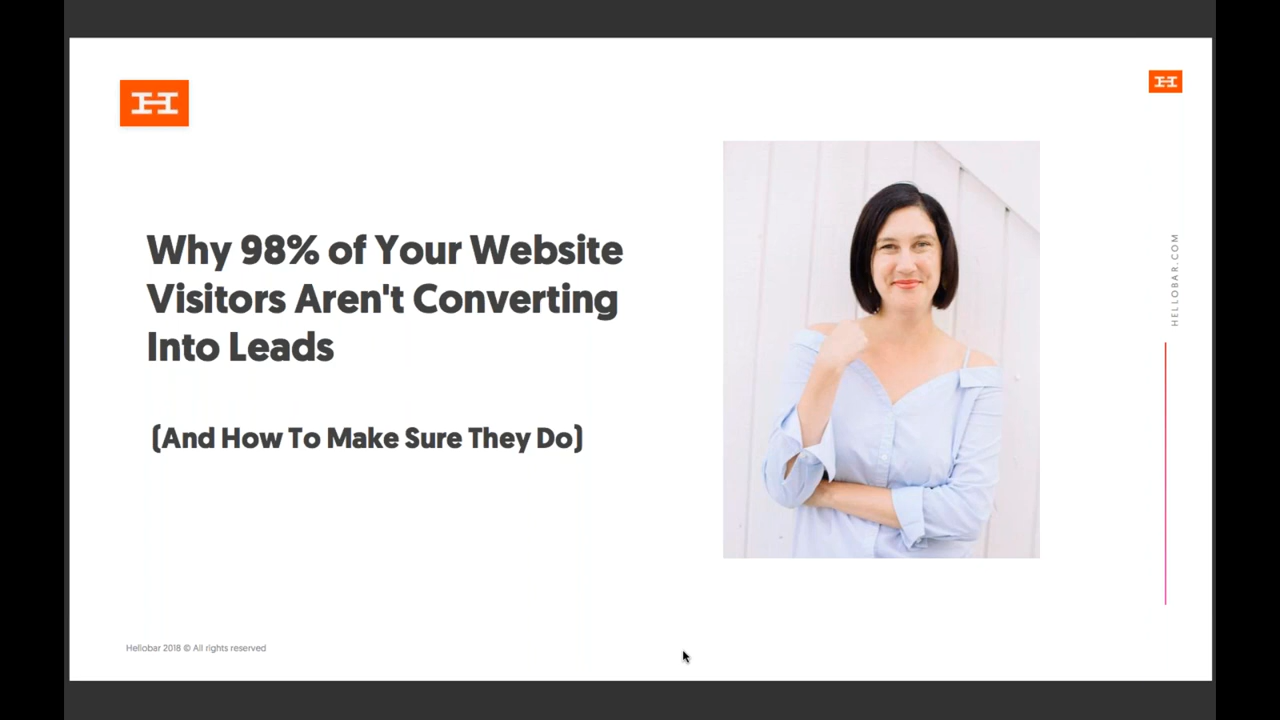 H
H
Why 98% of Your Website
Visitors Aren't Converting
Into Leads
(And How To Make Sure They Do)
HELLOBAR.COM
Hellobar 2018 © All rights reserved